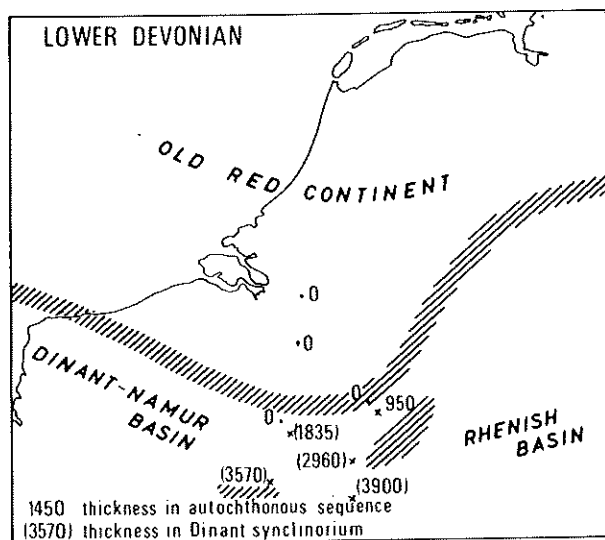 LOWER DEVONIAN
OLD RED CONTINENT
0
0
DINANT-NAMUR
BASIN
0
950
0
(1835)
RHENISH
BASIN
(2960)
(3570)
(3900)
1450 thickness in autochthonous sequence
(3570) thickness in Dinant synclinorium